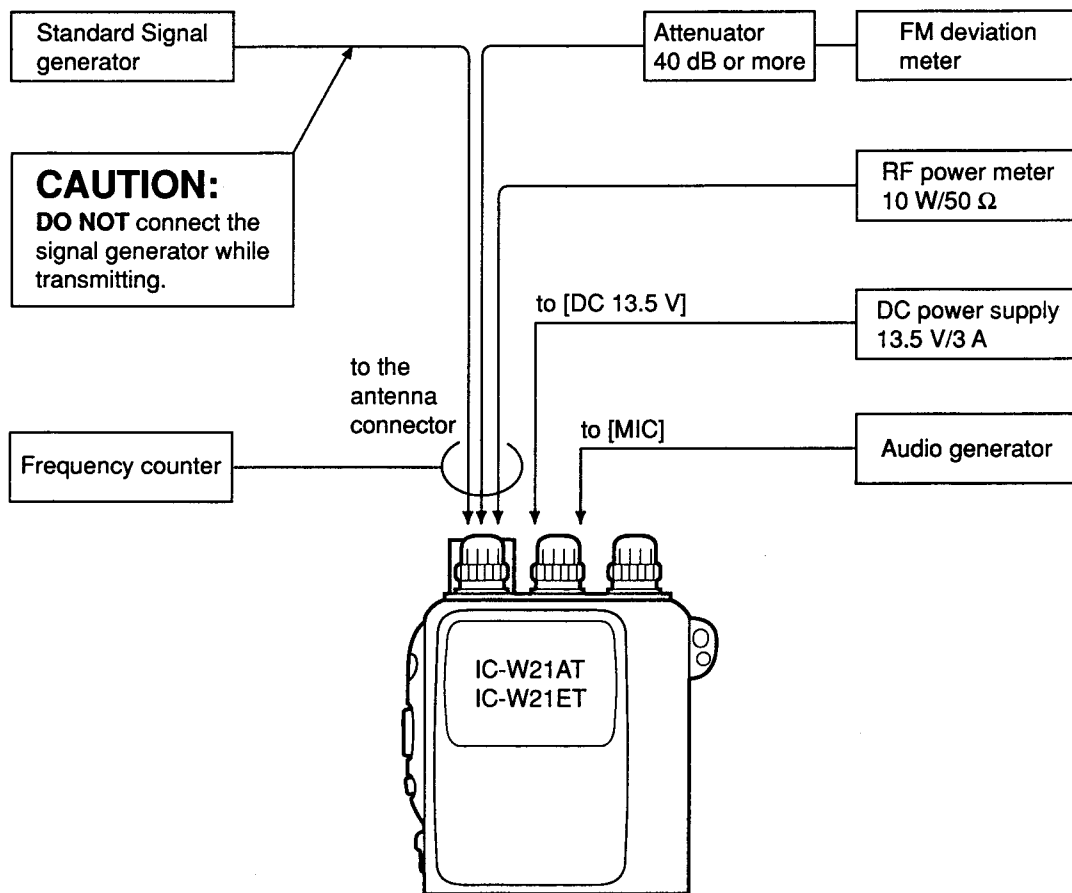 Standard Signal
generator
Attenuator
40 dB or more
FM deviation
meter
CAUTION:
DO NOT connect the
signal generator while
transmitting.
RF power meter
10 W/50 Ω
to [DC 13.5 V]
DC power supply
13.5 V/3 A
to the
antenna
connector
to [MIC]
Frequency counter
Audio generator
IC-W21AT
IC-W21ET